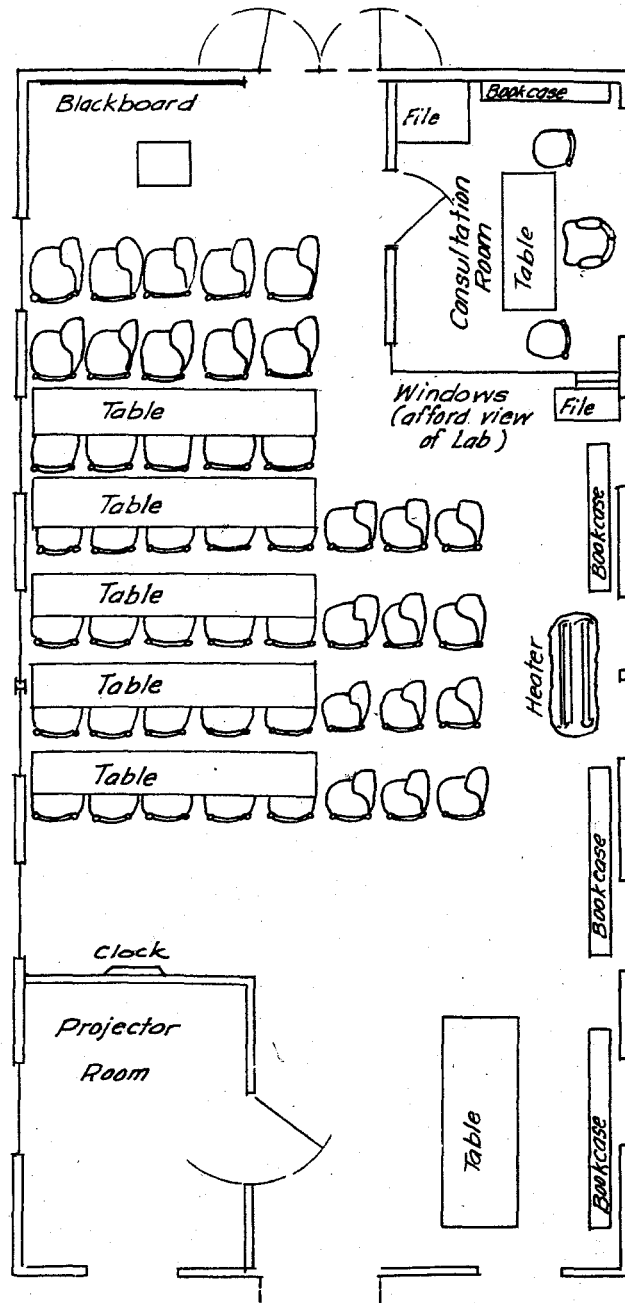 Blackboard
File
Bookcase
Consultation
Room
Table
Windows
(afford view
of Lab)
File
Table
Table
Table
Table
Table
Bookcase
Heater
Bookcase
Clock
Projector
Room
Table
Bookcase